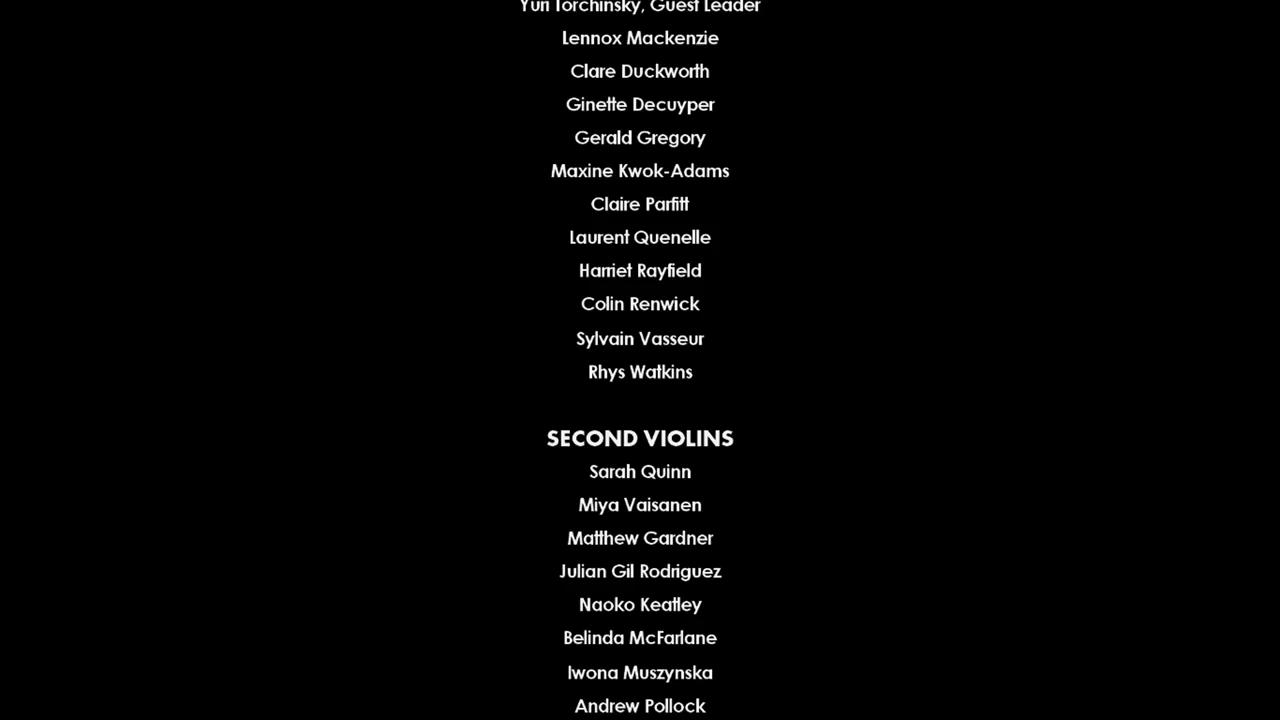 Yuri Torchinsky, Guest Leader
Lennox Mackenzie
Clare Duckworth
Ginette Decuyper
Gerald Gregory
Maxine Kwok-Adams
Claire Parfitt
Laurent Quenelle
Harriet Rayfield
Colin Renwick
Sylvain Vasseur
Rhys Watkins
SECOND VIOLINS
Sarah Quinn
Miya Vaisanen
Matthew Gardner
Julian Gil Rodriguez
Naoko Keatley
Belinda McFarlane
Iwona Muszynska
Andrew Pollock